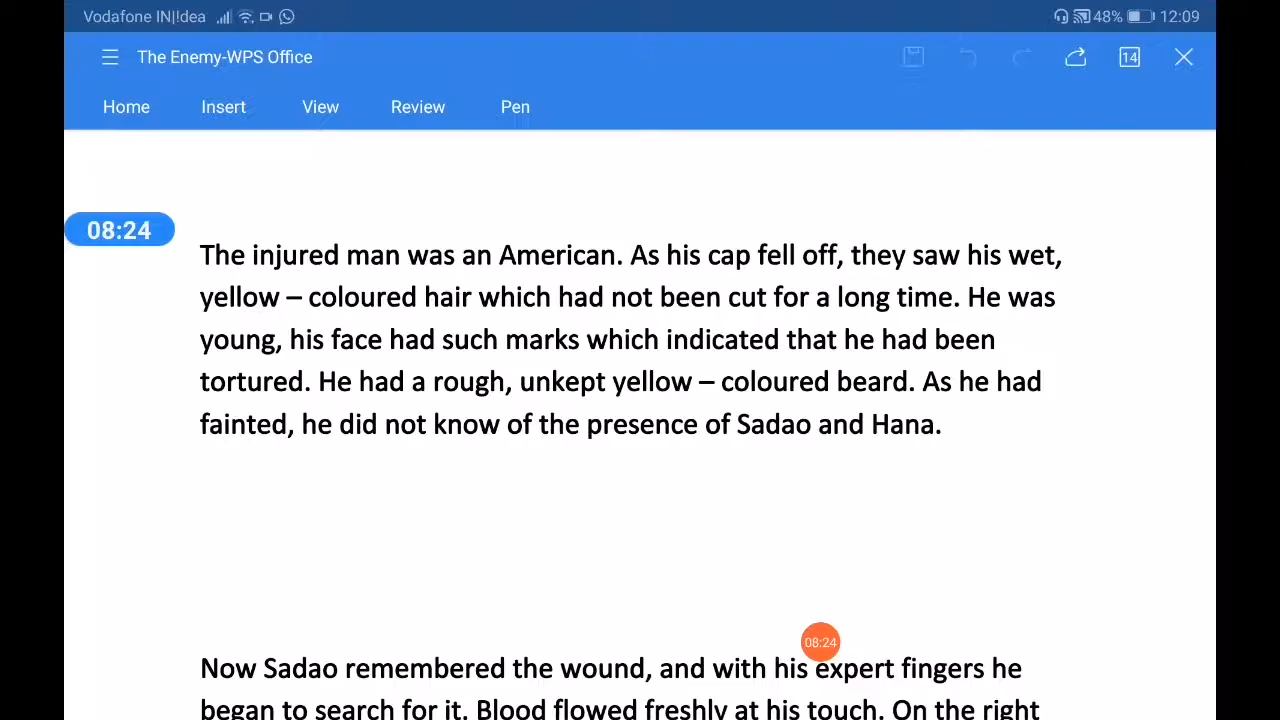 Vodafone IN|!dea 48% 12:09
The Enemy-WPS Office 14
Home Insert View Review Pen
08:24
The injured man was an American. As his cap fell off, they saw his wet,
yellow – coloured hair which had not been cut for a long time. He was
young, his face had such marks which indicated that he had been
tortured. He had a rough, unkept yellow – coloured beard. As he had
fainted, he did not know of the presence of Sadao and Hana.
08:24
Now Sadao remembered the wound, and with his expert fingers he
began to search for it. Blood flowed freshly at his touch. On the right